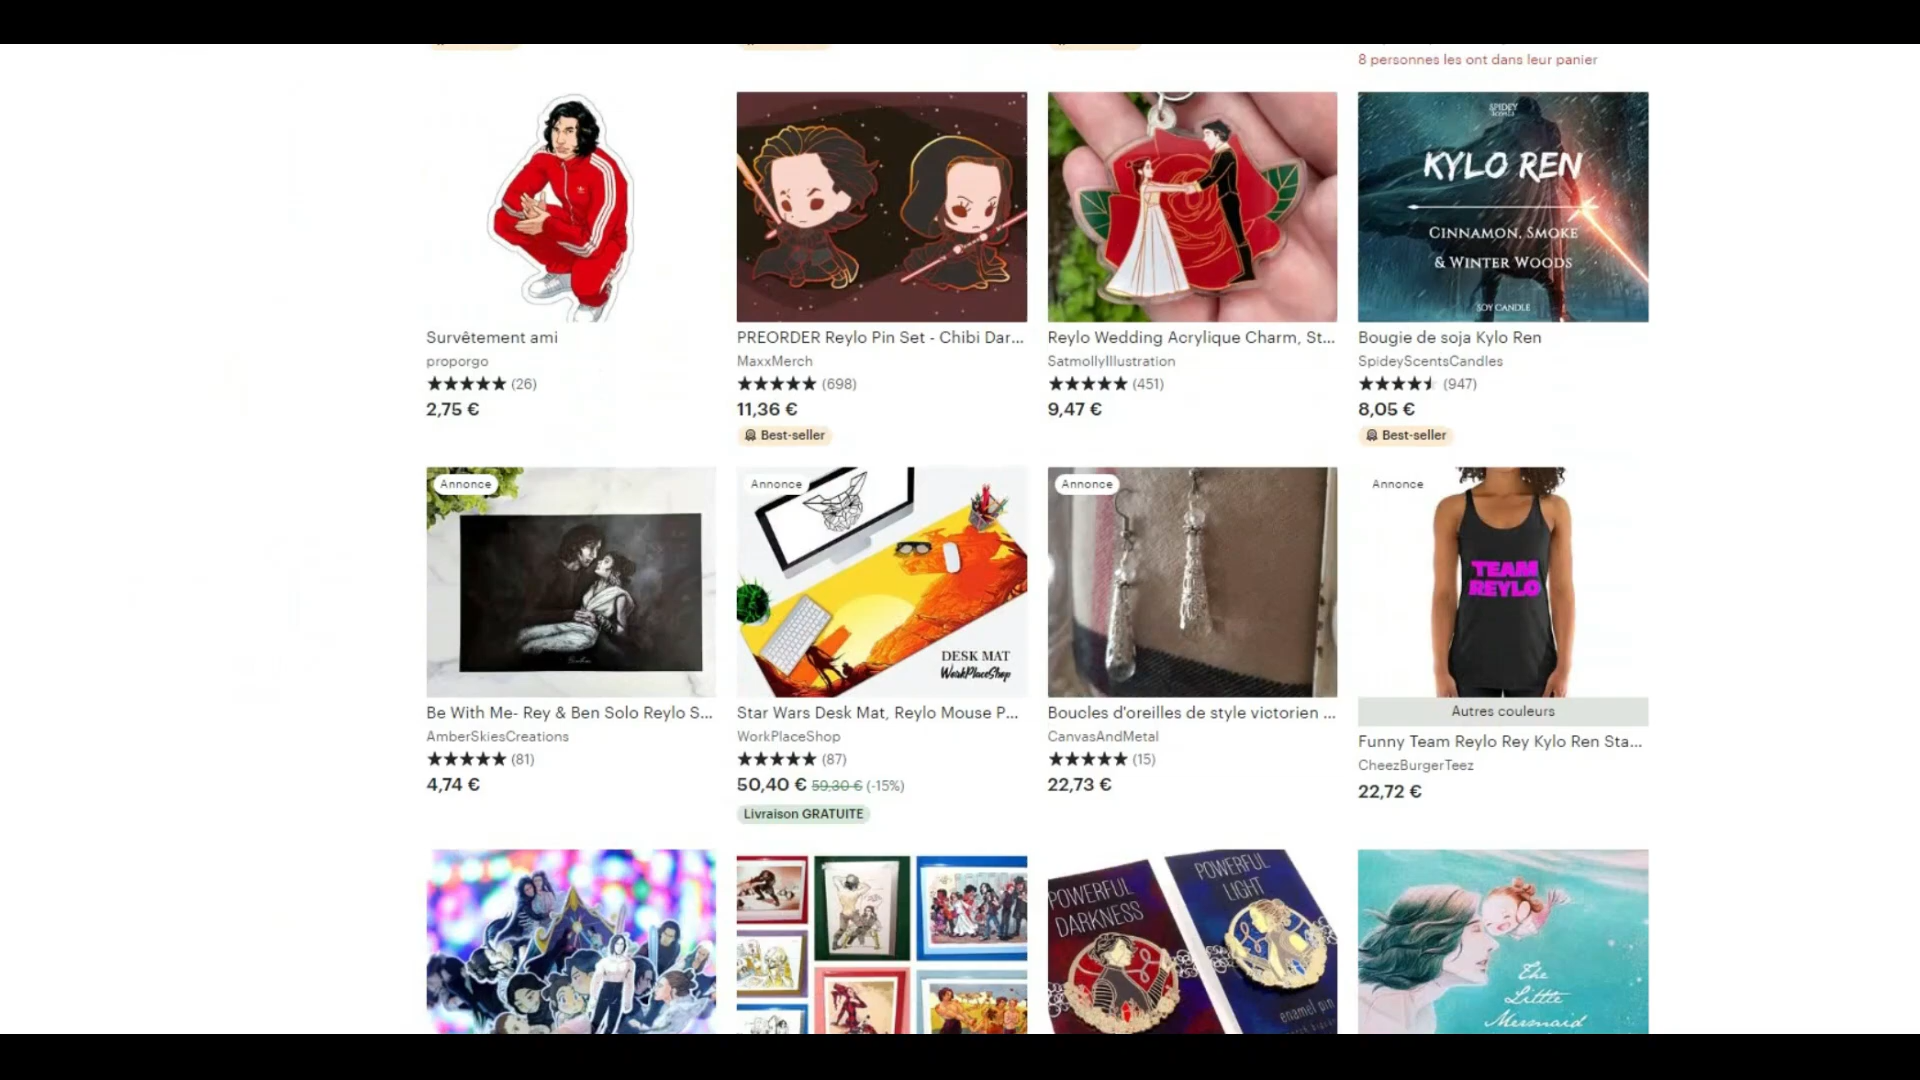 8 personnes les ont dans leur panier
SPIDEY
Scents
KYLO REN
CINNAMON, SMOKE
& WINTER WOODS
SOY CANDLE
Survêtement ami
proporgo
(26)
2,75 €
PREORDER Reylo Pin Set - Chibi Dar...
MaxxMerch
(698)
11,36 €
Best-seller
Reylo Wedding Acrylique Charm, St...
SatmollyIllustration
(451)
9,47 €
Bougie de soja Kylo Ren
SpideyScentsCandles
(947)
8,05 €
Best-seller
Annonce
Be With Me- Rey & Ben Solo Reylo S...
AmberSkiesCreations
(81)
4,74 €
Annonce
DESK MAT
WorkPlaceShop
Star Wars Desk Mat, Reylo Mouse P...
WorkPlaceShop
(87)
50,40 € 59,30 € (-15%)
Livraison GRATUITE
Annonce
Boucles d'oreilles de style victorien ...
CanvasAndMetal
(15)
22,73 €
Annonce
TEAM
REYLO
Autres couleurs
Funny Team Reylo Rey Kylo Ren Sta...
CheezBurgerTeez
22,72 €
POWERFUL
DARKNESS
POWERFUL
LIGHT
enamel pin
The
Little
Mermaid